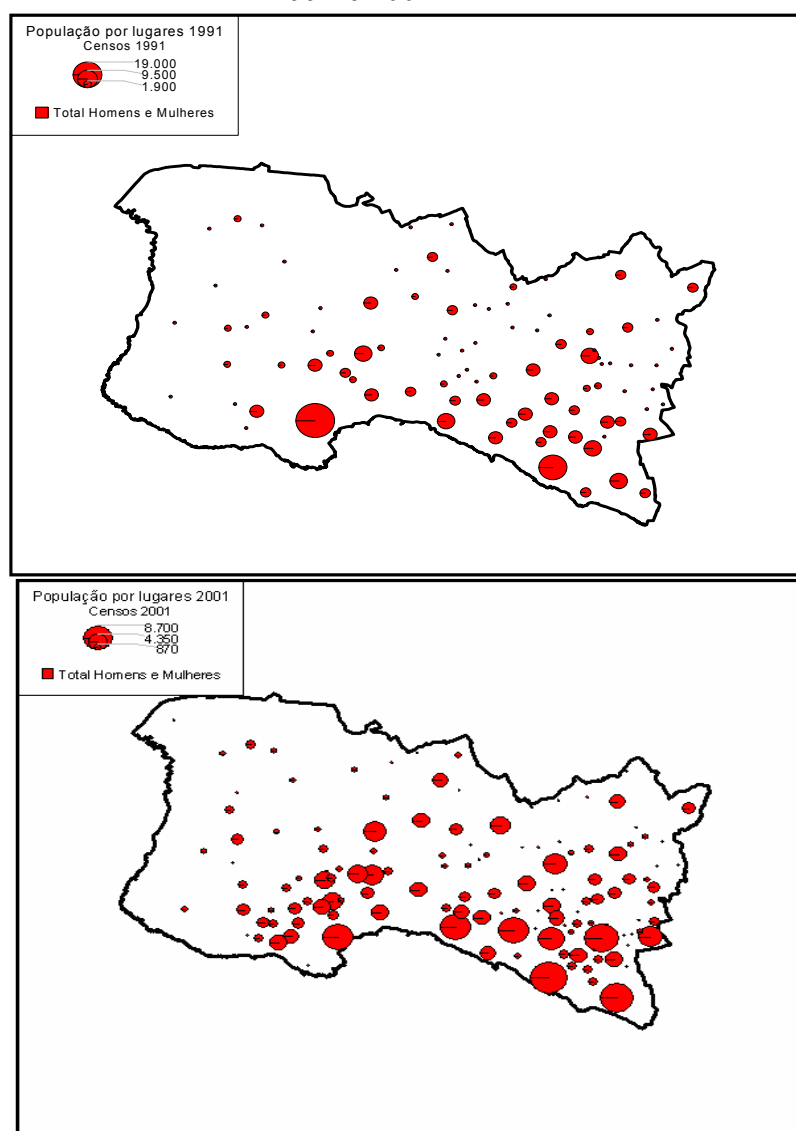 População por lugares 1991
Censos 1991
19.000
9.500
1.900
Total Homens e Mulheres
População por lugares 2001
Censos 2001
8.700
4.350
870
Total Homens e Mulheres